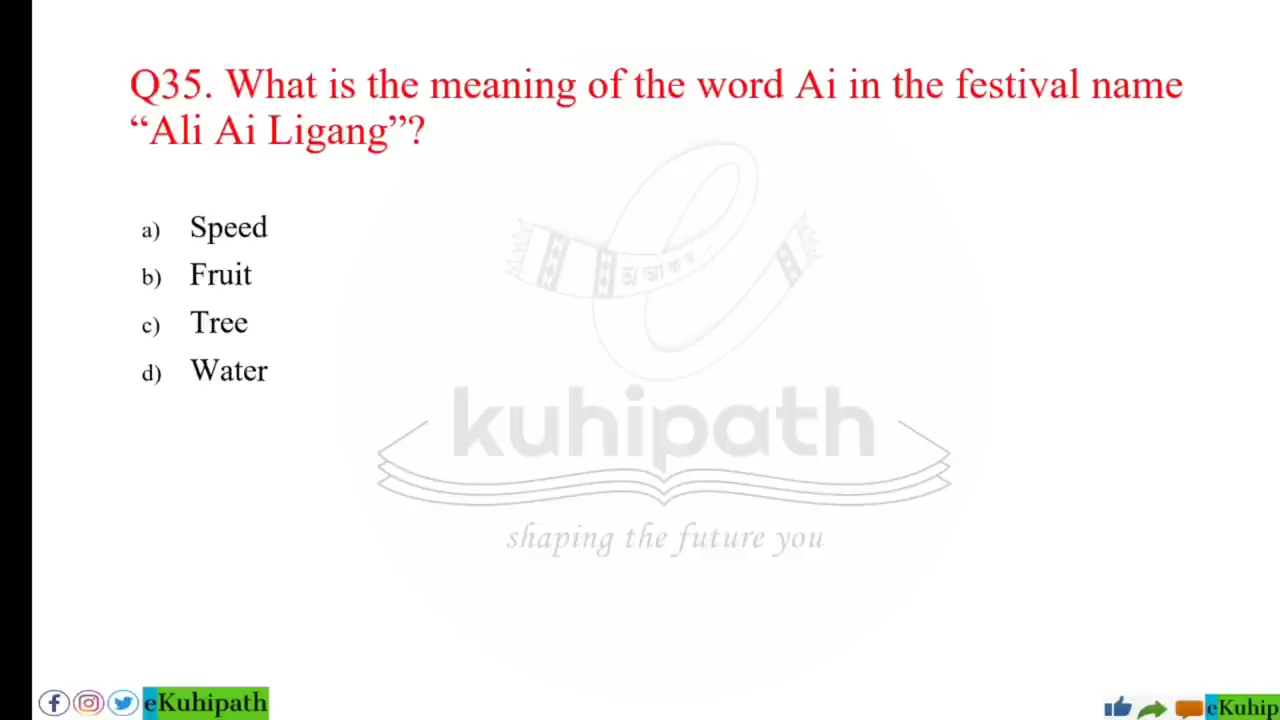 Q35. What is the meaning of the word Ai in the festival name
“Ali Ai Ligang”?
a) Speed
b) Fruit
c) Tree
d) Water
অ আ ক খ...
kuhipath
shaping the future you
eKuhipath
eKuhip